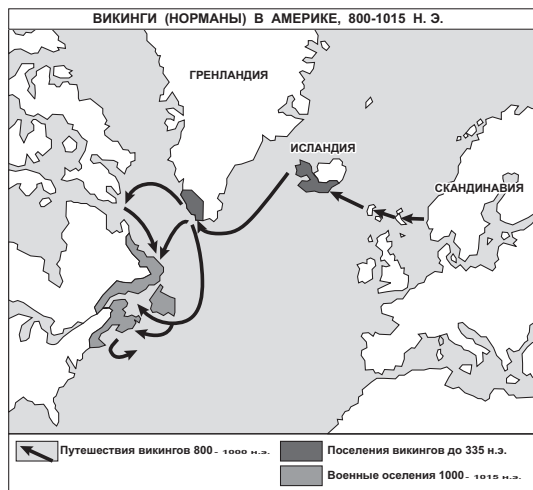 ВИКИНГИ (НОРМАНЫ) В АМЕРИКЕ, 800-1015 Н. Э.
ГРЕНЛАНДИЯ
ИСЛАНДИЯ
СКАНДИНАВИЯ
Путешествия викингов 800- 1000 н.э.
Поселения викингов до 335 н.э.
Военные оселения 1000- 1015 н.э.